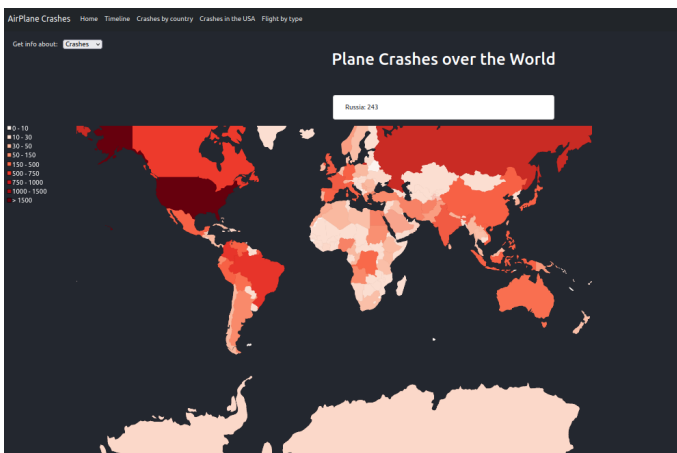 AirPlane Crashes Home Timeline Crashes by country Crashes in the USA Flight by type
Get info about: Crashes
Plane Crashes over the World
Russia: 243
0 - 10
10 - 30
30 - 50
50 - 150
150 - 500
500 - 750
750 - 1000
1000 - 1500
> 1500